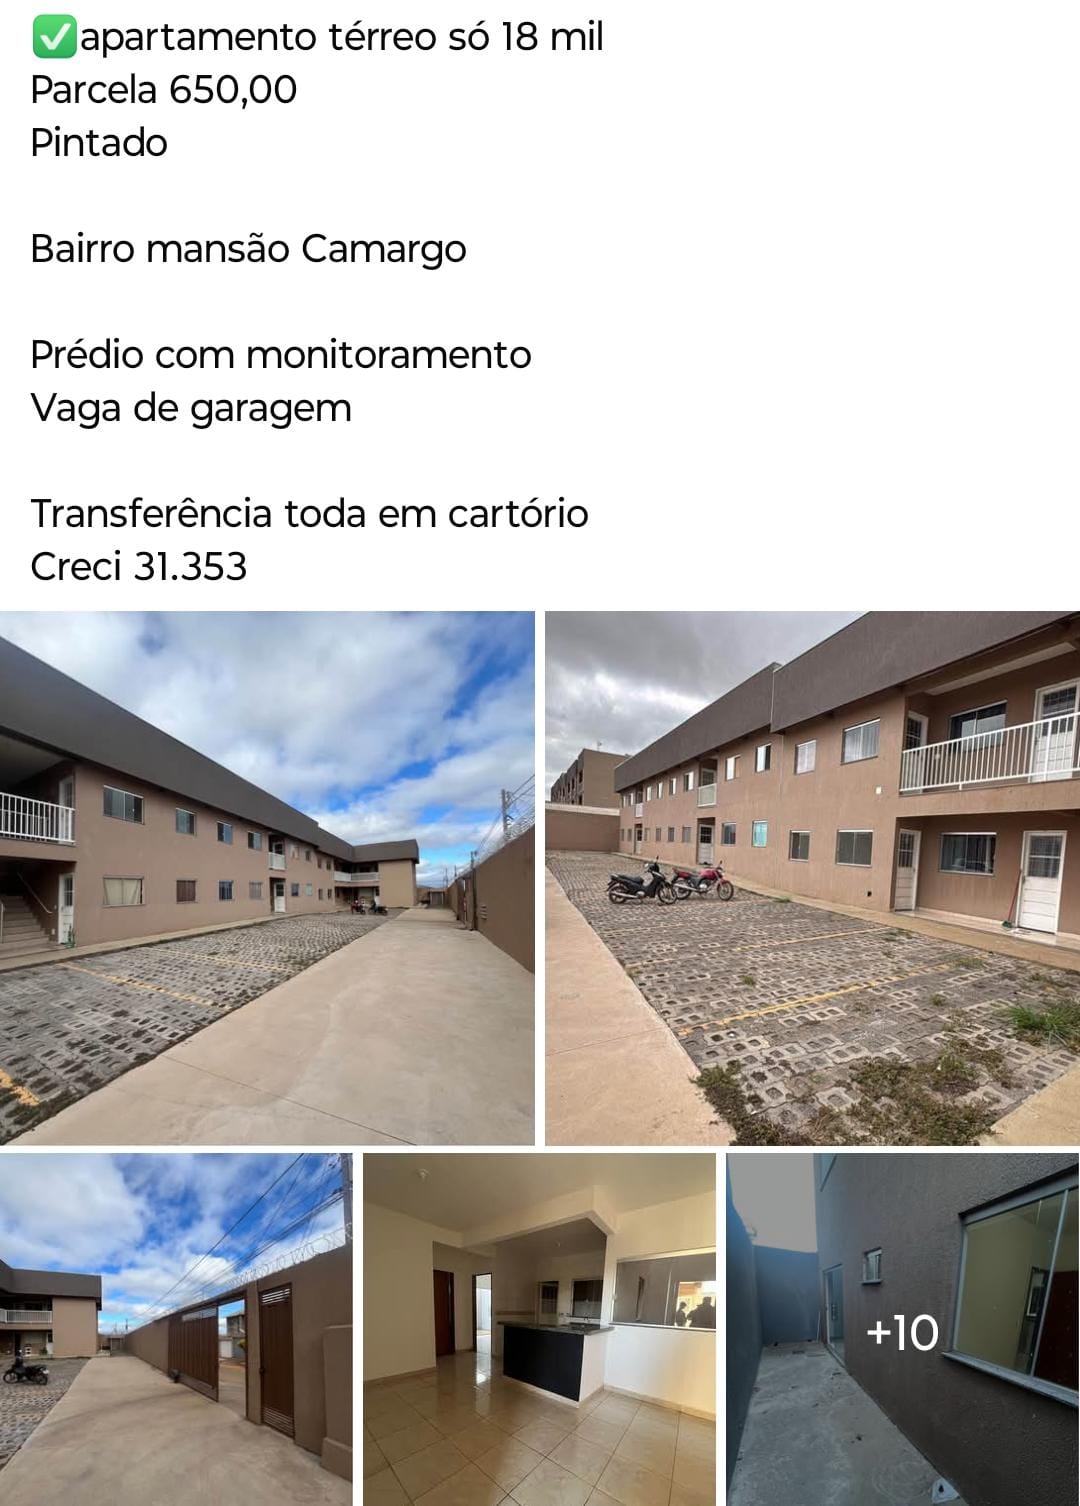 ✅apartamento térreo só 18 mil
Parcela 650,00
Pintado
Bairro mansão Camargo
Prédio com monitoramento
Vaga de garagem
Transferência toda em cartório
Creci 31.353
+10